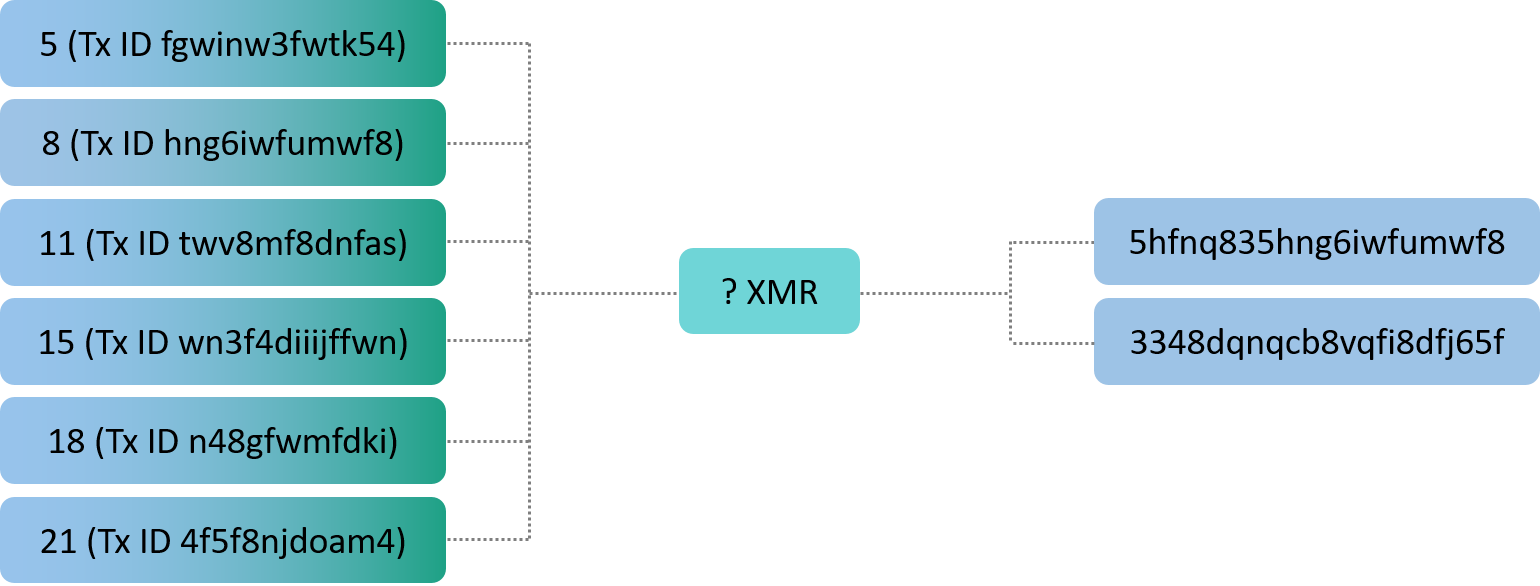 5 (Tx ID fgwinw3fwtk54)
8 (Tx ID hng6iwfumwf8)
11 (Tx ID twv8mf8dnfas)
15 (Tx ID wn3f4diiijffwn)
18 (Tx ID n48gfwmfdki)
21 (Tx ID 4f5f8njdoam4)
? XMR
5hfnq835hng6iwfumwf8
3348dqnqcb8vqfi8dfj65f